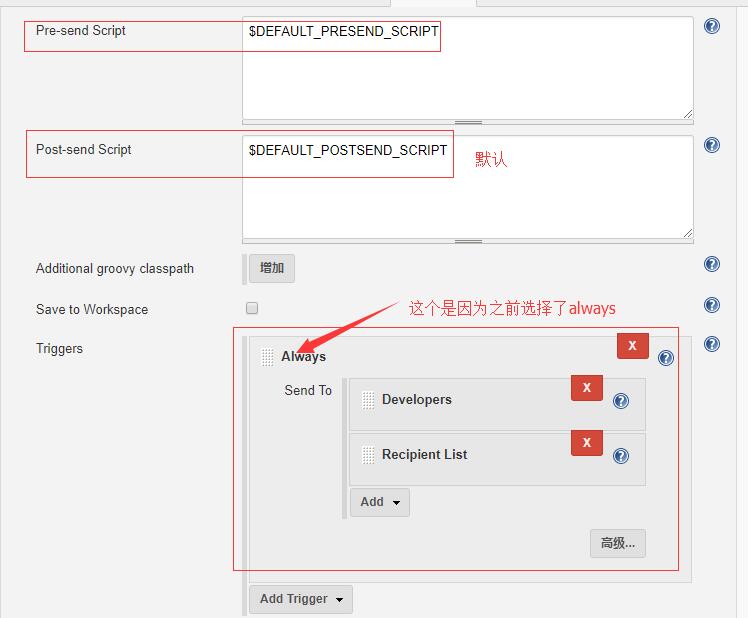 Pre-send Script
$DEFAULT_PRESEND_SCRIPT
Post-send Script
$DEFAULT_POSTSEND_SCRIPT
默认
Additional groovy classpath
增加
Save to Workspace
这个是因为之前选择了always
Triggers
Always
X
Send To
Developers
X
Recipient List
X
Add
高级...
Add Trigger